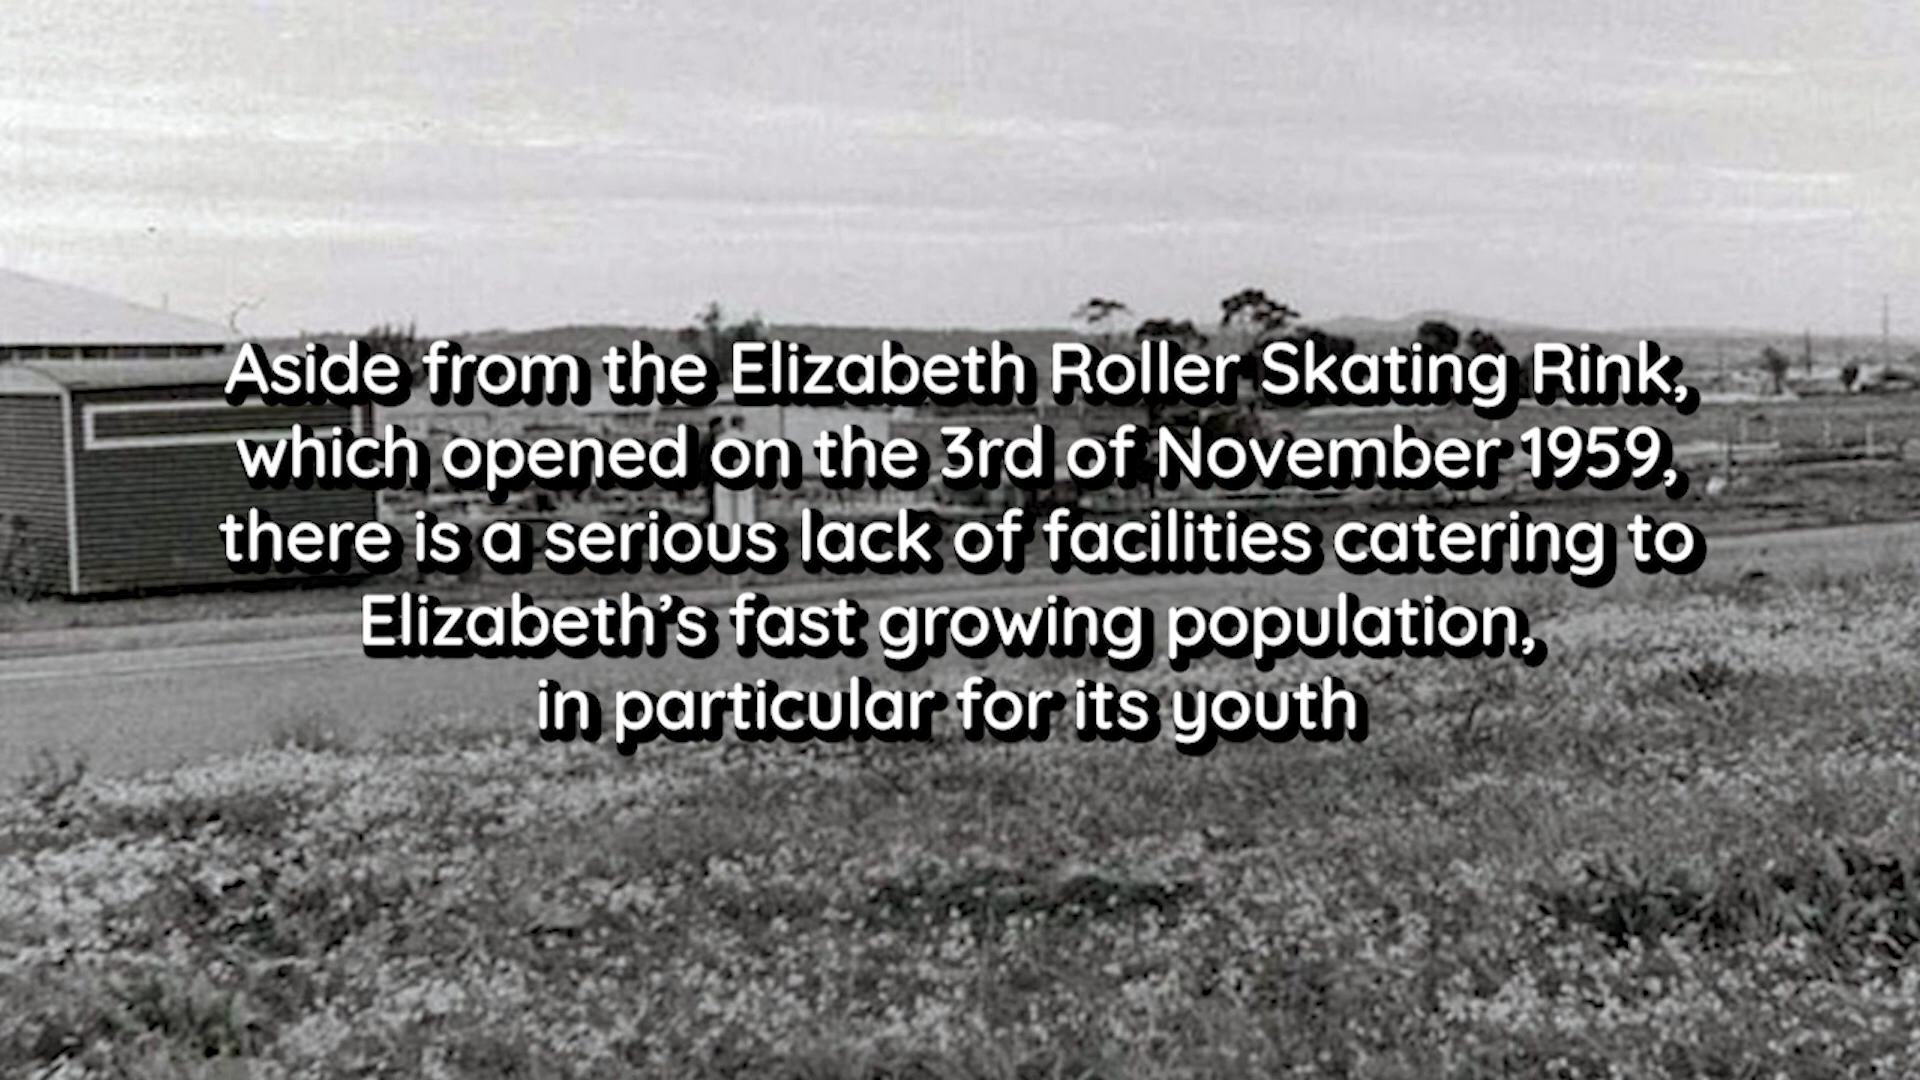 Aside from the Elizabeth Roller Skating Rink,
which opened on the 3rd of November 1959,
there is a serious lack of facilities catering to
Elizabeth’s fast growing population,
in particular for its youth